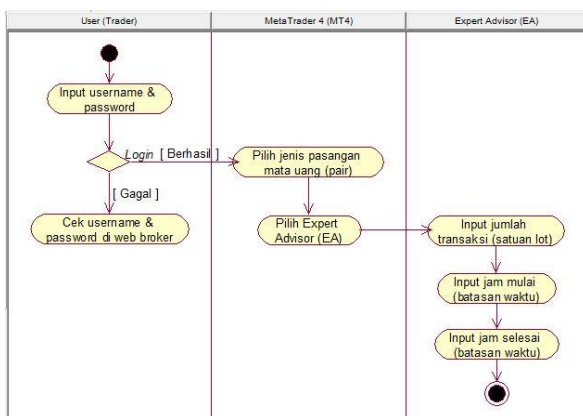 User (Trader)
MetaTrader 4 (MT4)
Expert Advisor (EA)
Input username &
password
Login [ Berhasil ]
[ Gagal ]
Cek username &
password di web broker
Pilih jenis pasangan
mata uang (pair)
Pilih Expert
Advisor (EA)
Input jumlah
transaksi (satuan lot)
Input jam mulai
(batasan waktu)
Input jam selesai
(batasan waktu)